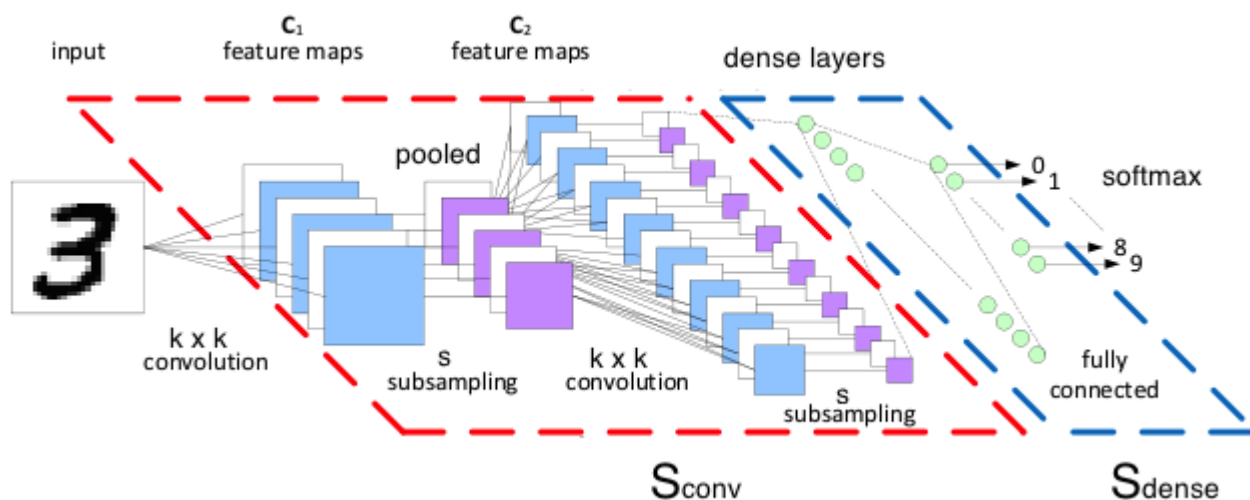 input
C1
feature maps
C2
feature maps
dense layers
pooled
3
0
1
softmax
8
9
k x k
convolution
s
subsampling
k x k
convolution
s
subsampling
fully
connected
Sconv
Sdense